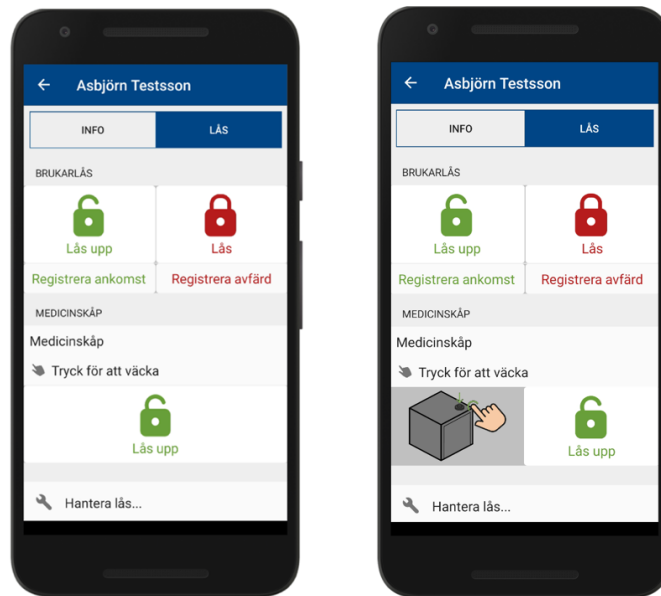 Asbjörn Testsson
INFO LÅS
BRUKARLÅS
Lås upp Lås
Registrera ankomst Registrera avfärd
MEDICINSKÅP
Medicinskåp
Tryck för att väcka
Lås upp
Hantera lås...
Asbjörn Testsson
INFO LÅS
BRUKARLÅS
Lås upp Lås
Registrera ankomst Registrera avfärd
MEDICINSKÅP
Medicinskåp
Tryck för att väcka
Lås upp
Hantera lås...